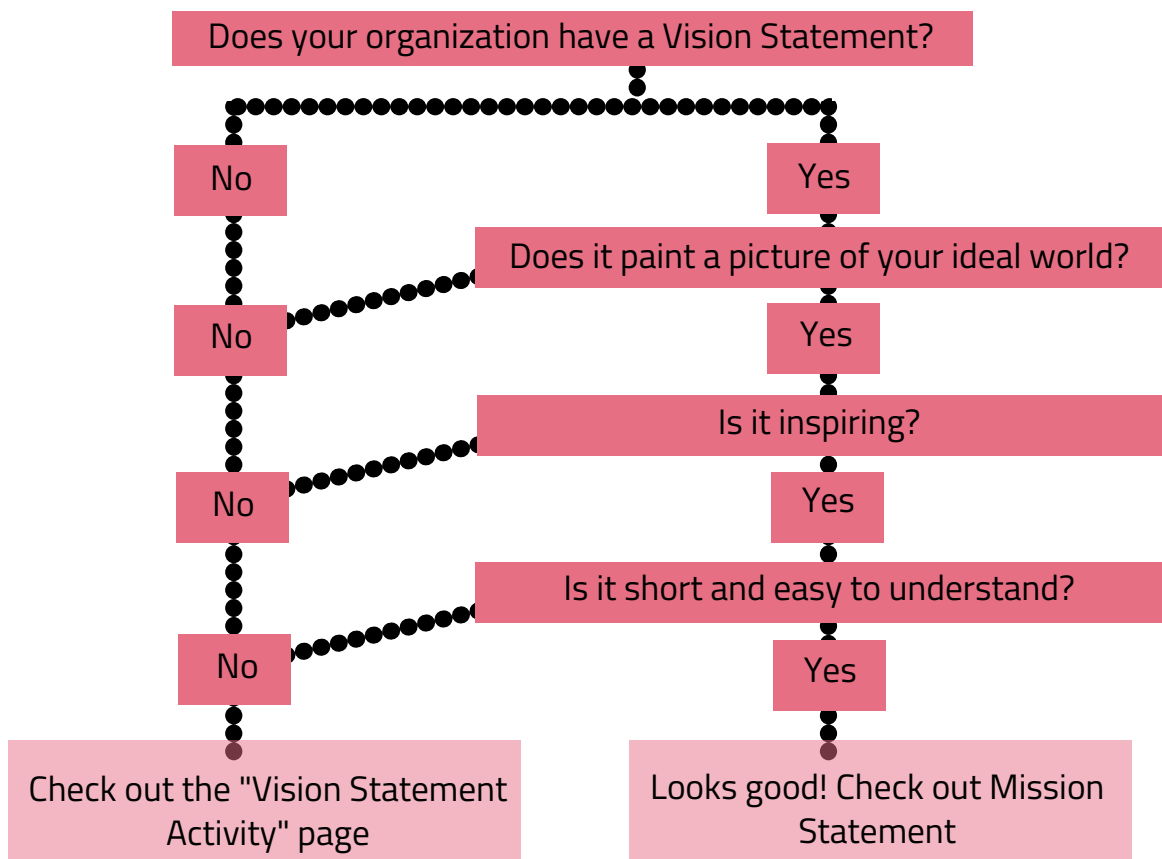 Does your organization have a Vision Statement?
No
Yes
Does it paint a picture of your ideal world?
No
Yes
Is it inspiring?
No
Yes
Is it short and easy to understand?
No
Yes
Check out the "Vision Statement
Activity" page
Looks good! Check out Mission
Statement